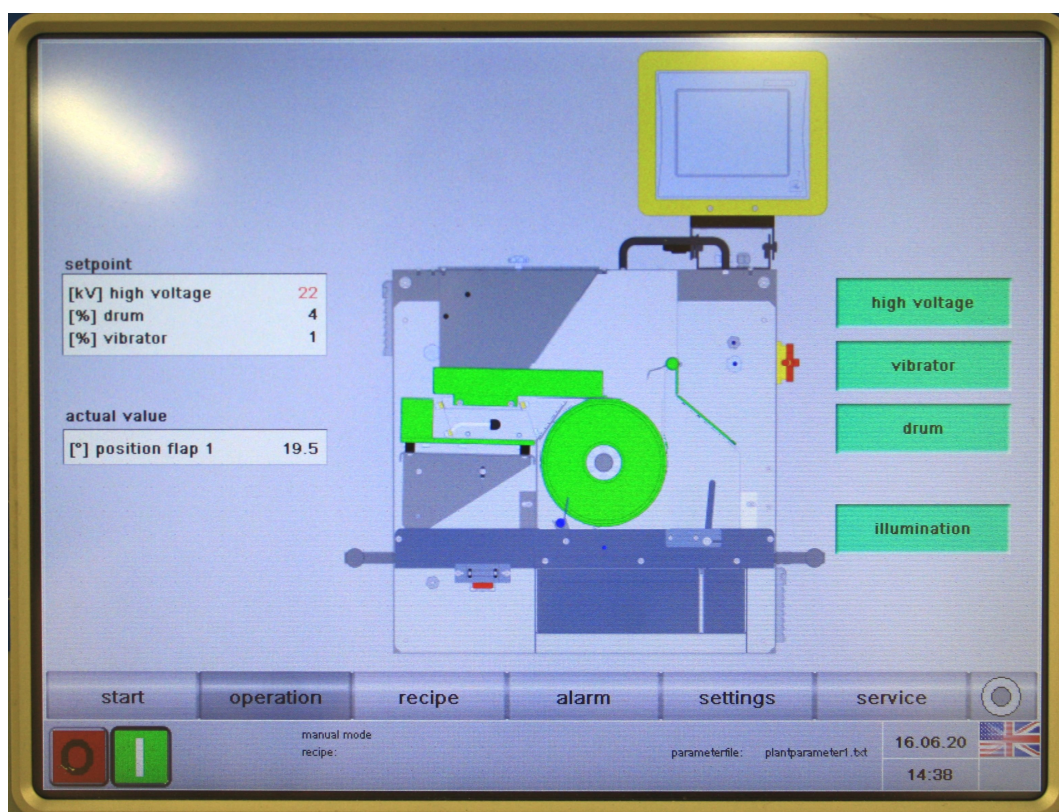 setpoint
[kV] high voltage 22
[%] drum 4
[%] vibrator 1
actual value
[°] position flap 1 19.5
high voltage
vibrator
drum
illumination
start operation recipe alarm settings service
manual mode
recipe:
parameterfile: plantparameter1.txt
16.06.20
14:38